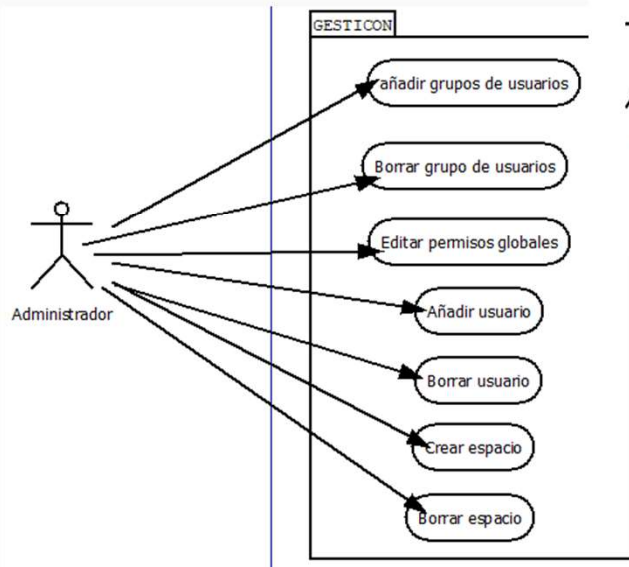 GESTICON
añadir grupos de usuarios
Borrar grupo de usuarios
Editar permisos globales
Administrador
Añadir usuario
Borrar usuario
Crear espacio
Borrar espacio